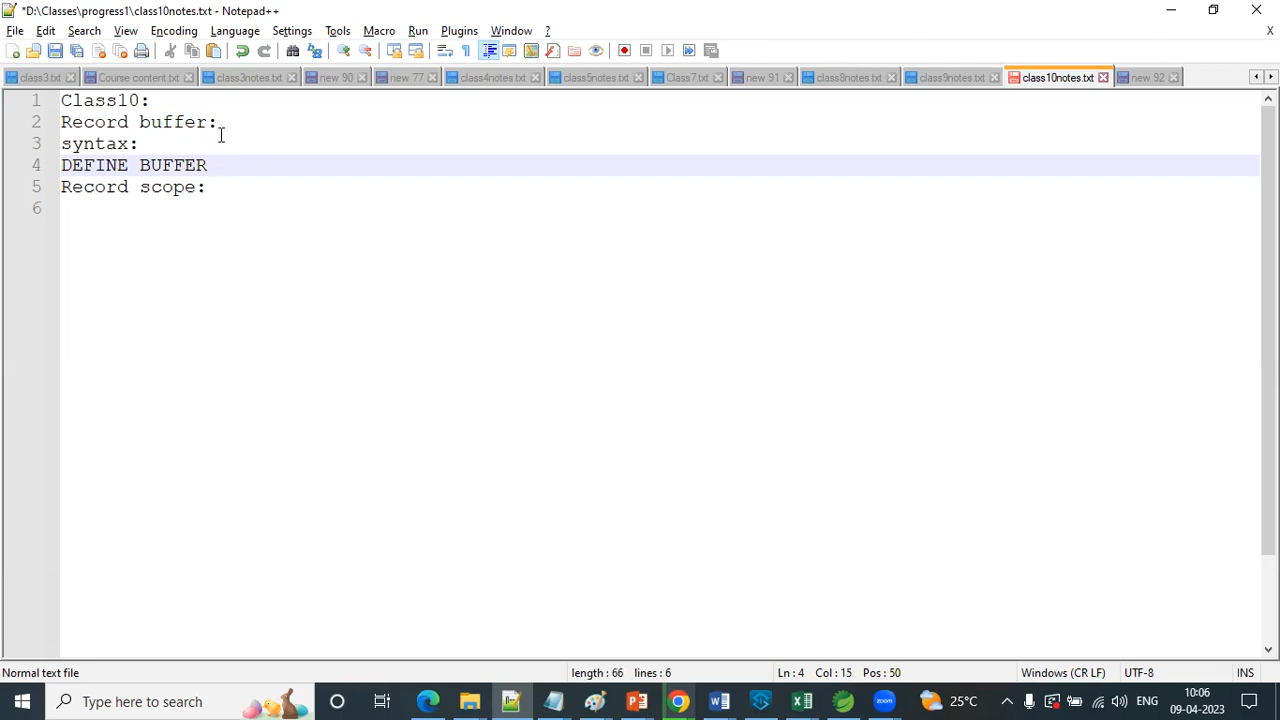 *D:\Classes\progress1\class10notes.txt - Notepad++
File Edit Search View Encoding Language Settings Tools Macro Run Plugins Window ? X
class3.txt Course content.txt class3notes.txt new 90 new 77 class4notes.txt class5notes.txt Class7.txt new 91 class8notes.txt class9notes.txt class10notes.txt new 92
1 Class10:
2 Record buffer:
3 syntax:
4 DEFINE BUFFER
5 Record scope:
6
Normal text file length : 66 lines : 6 Ln : 4 Col : 15 Pos : 50 Windows (CR LF) UTF-8 INS
Type here to search 25°C ENG 10:06
09-04-2023